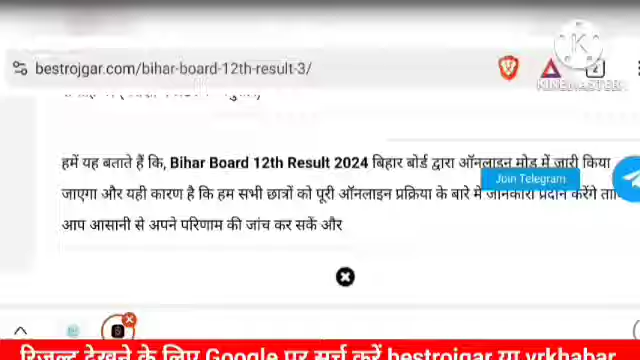 bestrojgar.com/bihar-board-12th-result-3/
2
KINEMASTER
हमें यह बताते हैं कि, Bihar Board 12th Result 2024 बिहार बोर्ड द्वारा ऑनलाइन मोड में जारी किया
Join Telegram
जाएगा और यही कारण है कि हम सभी छात्रों को पूरी ऑनलाइन प्रक्रिया के बारे में जानकारी प्रदान करेंगे
आप आसानी से अपने परिणाम की जांच कर सकें और
रिजल्ट देखने के लिए Google पर सर्च करें bestrojgar या vrkhabar